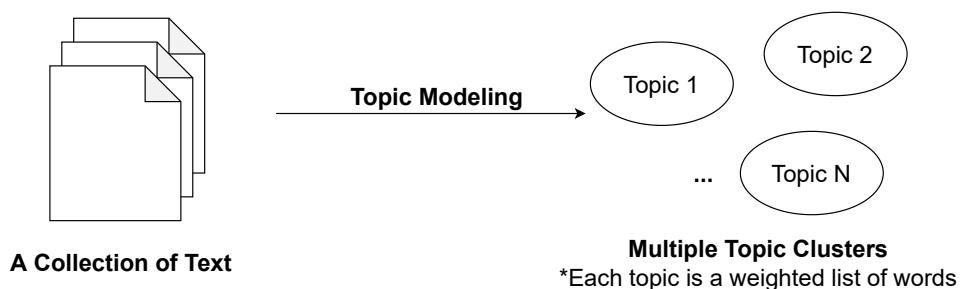 Topic 2
Topic 1
Topic Modeling
... Topic N
A Collection of Text
Multiple Topic Clusters
*Each topic is a weighted list of words